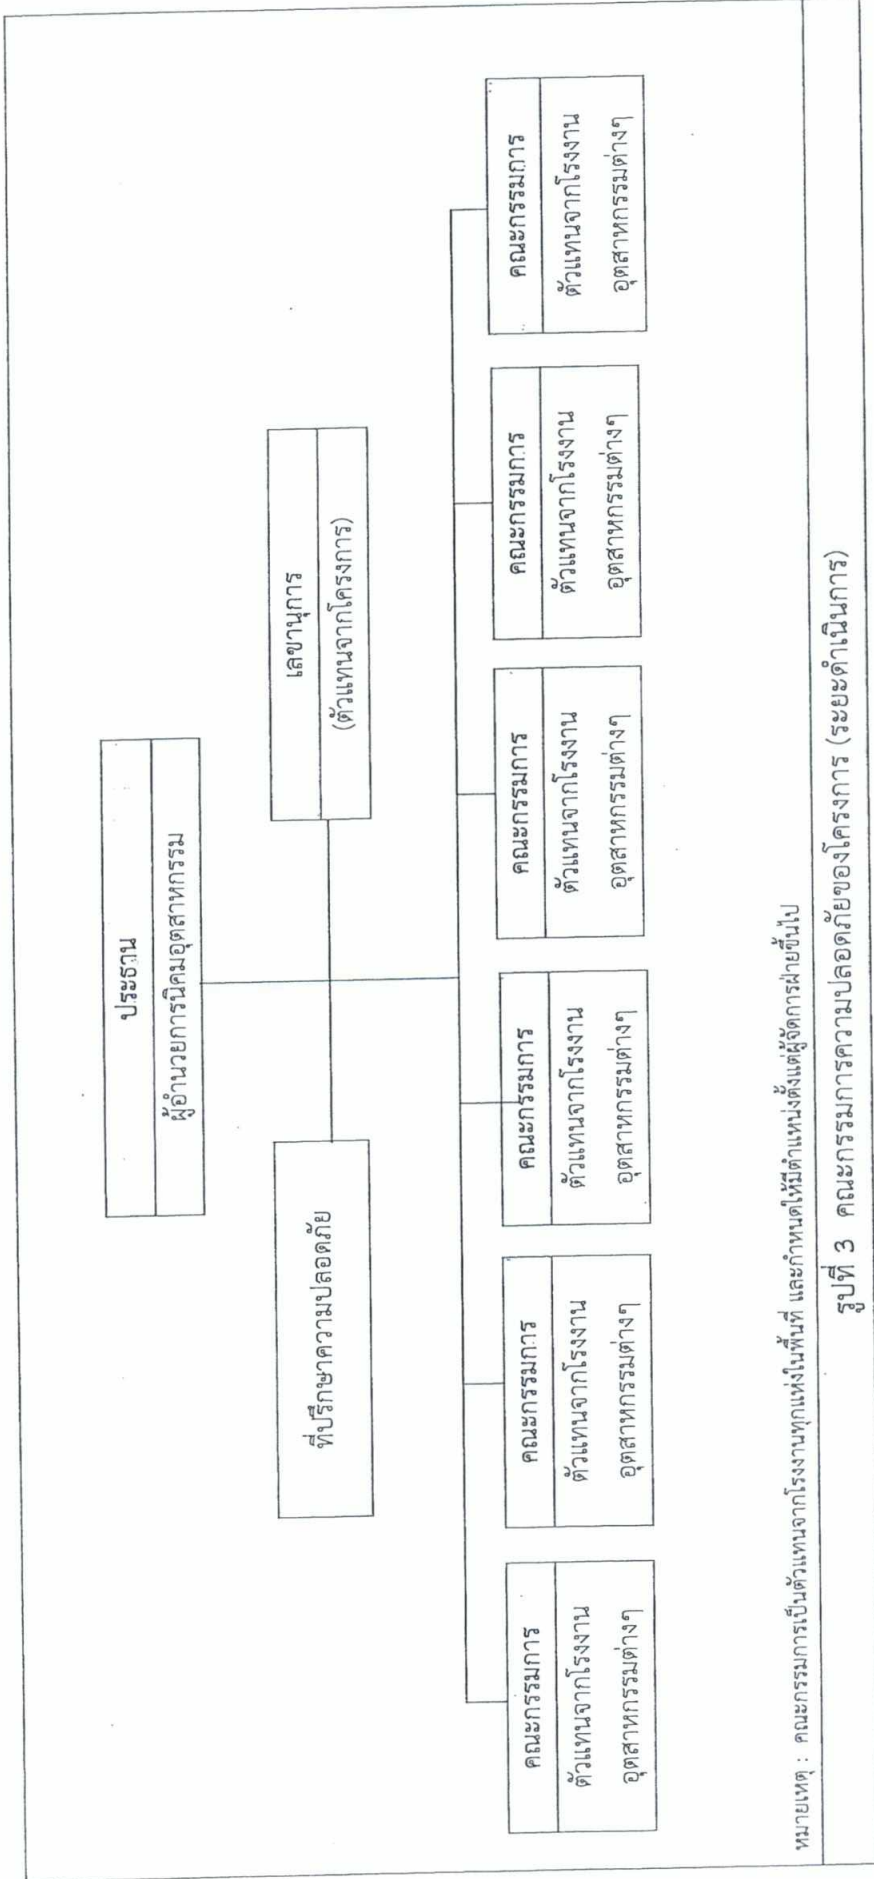 ประธาน
ผู้อำนวยการนิคมอุตสาหกรรม
ที่ปรึกษาความปลอดภัย
เลขานุการ
(ตัวแทนจากโครงการ)
คณะกรรมการ
ตัวแทนจากโรงงาน
อุตสาหกรรมต่างๆ
คณะกรรมการ
ตัวแทนจากโรงงาน
อุตสาหกรรมต่างๆ
คณะกรรมการ
ตัวแทนจากโรงงาน
อุตสาหกรรมต่างๆ
คณะกรรมการ
ตัวแทนจากโรงงาน
อุตสาหกรรมต่างๆ
คณะกรรมการ
ตัวแทนจากโรงงาน
อุตสาหกรรมต่างๆ
คณะกรรมการ
ตัวแทนจากโรงงาน
อุตสาหกรรมต่างๆ
หมายเหตุ : คณะกรรมการเป็นตัวแทนจากโรงงานทุกแห่งในพื้นที่ และกำหนดให้มีตำแหน่งตั้งแต่ผู้จัดการฝ่ายขึ้นไป
รูปที่ 3 คณะกรรมการความปลอดภัยของโครงการ (ระยะดำเนินการ)